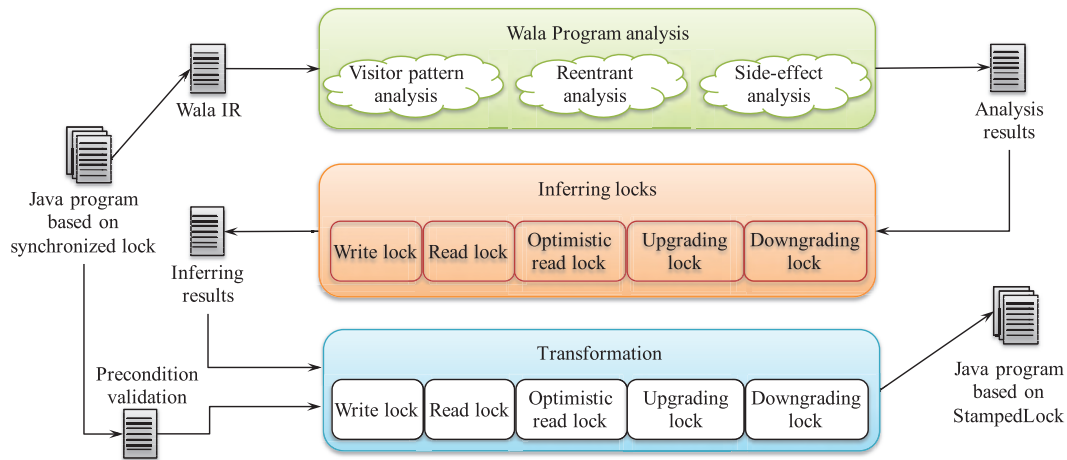 Wala Program analysis
Visitor pattern
analysis
Reentrant
analysis
Side-effect
analysis
Wala IR
Analysis
results
Java program
based on
synchronized lock
Inferring locks
Write lock
Read lock
Optimistic
read lock
Upgrading
lock
Downgrading
lock
Inferring
results
Transformation
Write lock
Read lock
Optimistic
read lock
Upgrading
lock
Downgrading
lock
Precondition
validation
Java program
based on
StampedLock